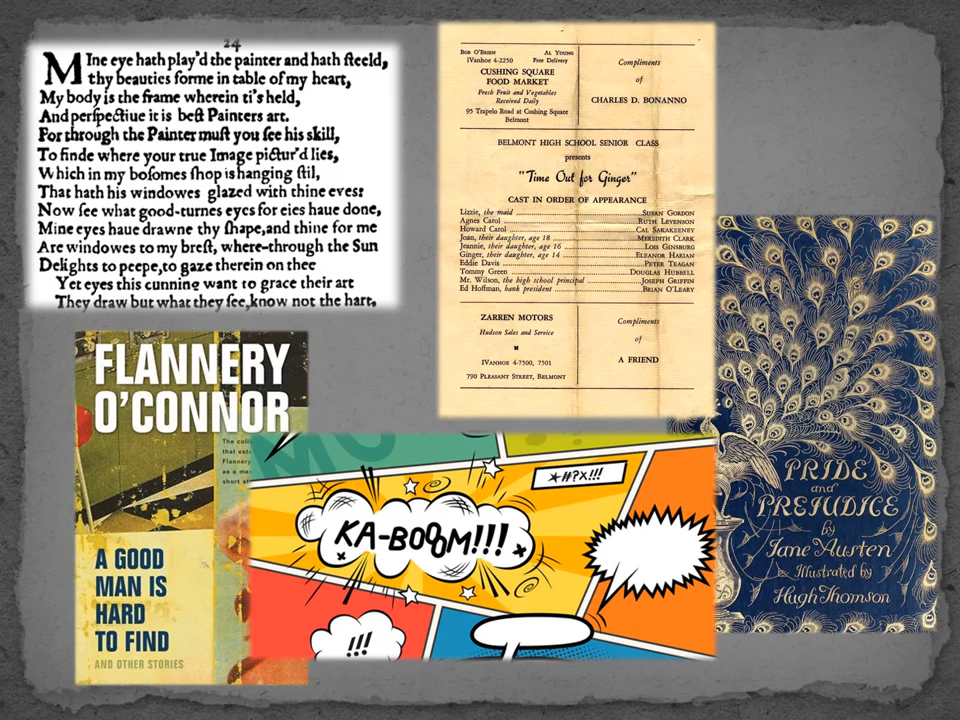 24
MIne eye hath play'd the painter and hath ſteeld,
thy beauties forme in table of my heart,
My body is the frame wherein ti's held,
And perſpectiue it is beſt Painters art.
For through the Painter muſt you ſee his skill,
To finde where your true Image pictur'd lies,
Which in my boſomes ſhop is hanging ſtil,
That hath his windowes glazed with thine eyes:
Now ſee what good-turnes eyes for eies haue done,
Mine eyes haue drawne thy ſhape,and thine for me
Are windowes to my breſt, where-through the Sun
Delights to peepe,to gaze therein on thee
Yet eyes this cunning want to grace their art
They draw but what they ſee,know not the hart,
Bob O'Brien
IVanhoe 4-2250
Al Young
Free Delivery
CUSHING SQUARE
FOOD MARKET
Fresh Fruit and Vegetables
Received Daily
95 Trapelo Road at Cushing Square
Belmont
Compliments
of
CHARLES D. BONANNO
BELMONT HIGH SCHOOL SENIOR CLASS
presents
"Time Out for Ginger"
CAST IN ORDER OF APPEARANCE
Lizzie, the maid Susan Gordon
Agnes Carol Ruth Levenson
Howard Carol Cal Sakakeeney
Joan, their daughter, age 18 Meredith Clark
Jeannie, their daughter, age 16 Lois Ginsburg
Ginger, their daughter, age 14 Eleanor Hakian
Eddie Davis Peter Teagan
Tommy Green Douglas Hubbell
Mr. Wilson, the high school principal Joseph Griffin
Ed Hoffman, bank president Brian O'Leary
ZARREN MOTORS
Hudson Sales and Service
IVanhoe 4-7500, 7501
790 Pleasant Street, Belmont
Compliments
of
A FRIEND
FLANNERY
O'CONNOR
The
that
Flannery
as a
short
A GOOD
MAN IS
HARD
TO FIND
AND OTHER STORIES
*#!?X!!!
KA-BOOM!!!
!!!
PRIDE
and
PREJUDICE
by
Jane Austen
Illustrated by
Hugh Thomson